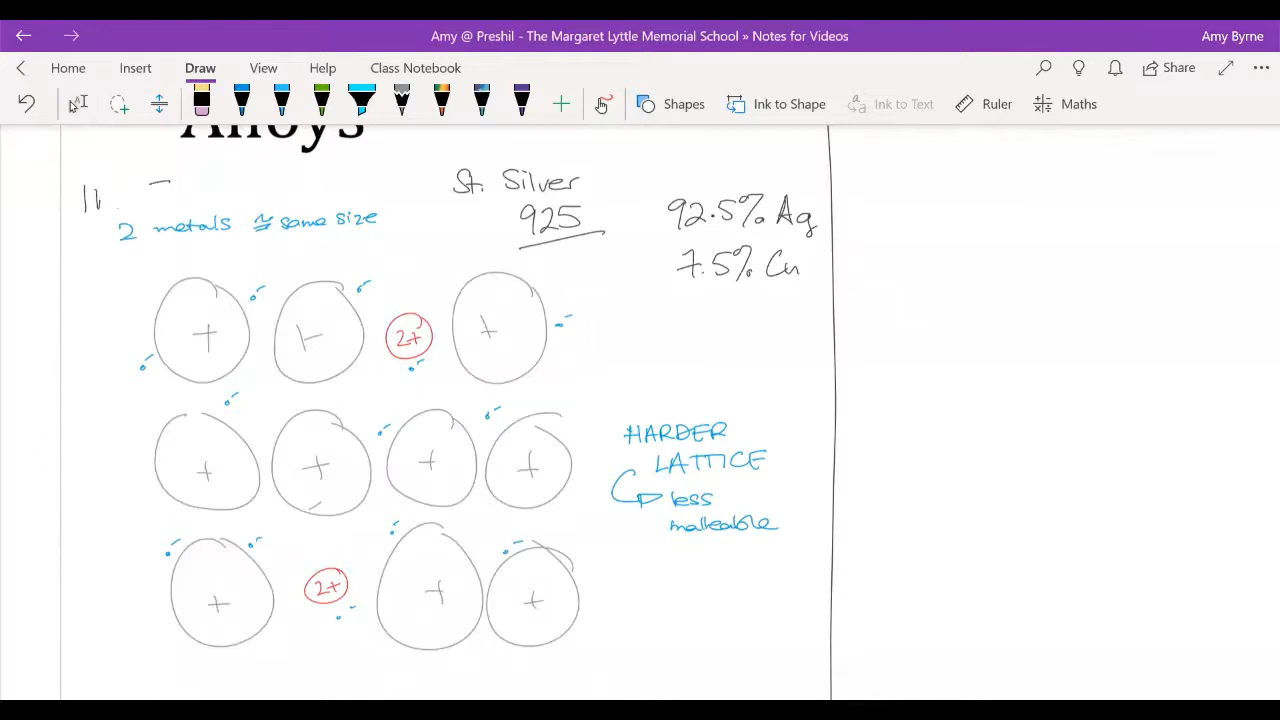 Amy @ Preshil - The Margaret Lyttle Memorial School » Notes for Videos
Amy Byrne
Home
Insert
Draw
View
Help
Class Notebook
Share
Shapes
Ink to Shape
Ink to Text
Ruler
Maths
Alloys
St. Silver
925
92.5% Ag
7.5% Cu
2 metals ≅ same size
+ + 2+ +
+ + + +
+ 2+ + +
HARDER
LATTICE
less
malleable